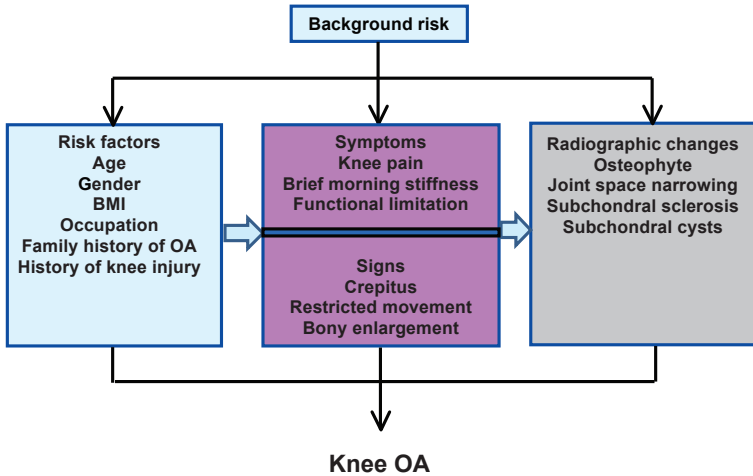 Background risk
Risk factors
Age
Gender
BMI
Occupation
Family history of OA
History of knee injury
Symptoms
Knee pain
Brief morning stiffness
Functional limitation
Signs
Crepitus
Restricted movement
Bony enlargement
Radiographic changes
Osteophyte
Joint space narrowing
Subchondral sclerosis
Subchondral cysts
Knee OA